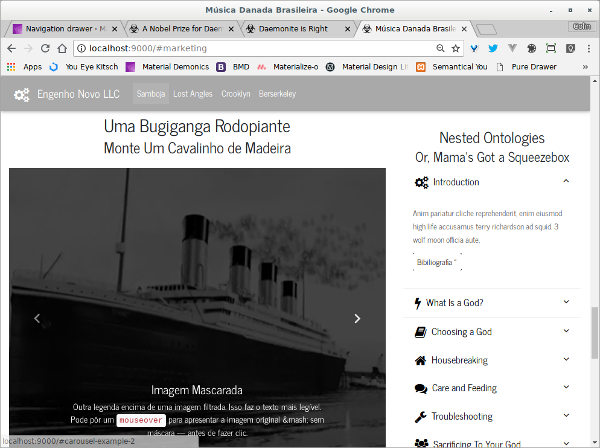 Música Danada Brasileira - Google Chrome
Navigation drawer - M
A Nobel Prize for Daem
Daemonite is Right
Música Danada Brasile
Colin
localhost:9000/#marketing
Apps
You Eye Kitsch
Material Demonics
BMD
Materialize-o
Material Design Li
Semantical You
Pure Drawer
»
Engenho Novo LLC
Samboja
Lost Angles
Crooklyn
Berserkeley
Uma Bugiganga Rodopiante
Monte Um Cavalinho de Madeira
Imagem Mascarada
Outra legenda encima de uma imagem filtrada. Isso faz o texto mais legível.
Pode pôr um mouseover para apresentar a imagem original &mash; sem
máscara — antes de fazer clic.
localhost:9000/#carousel-example-2
Nested Ontologies
Or, Mama's Got a Squeezebox
Introduction
Anim pariatur cliche reprehenderit, enim eiusmod
high life accusamus terry richardson ad squid. 3
wolf moon officia aute.
Bibiliografia "
What Is a God?
Choosing a God
Housebreaking
Care and Feeding
Troubleshooting
Sacrificing To Your God